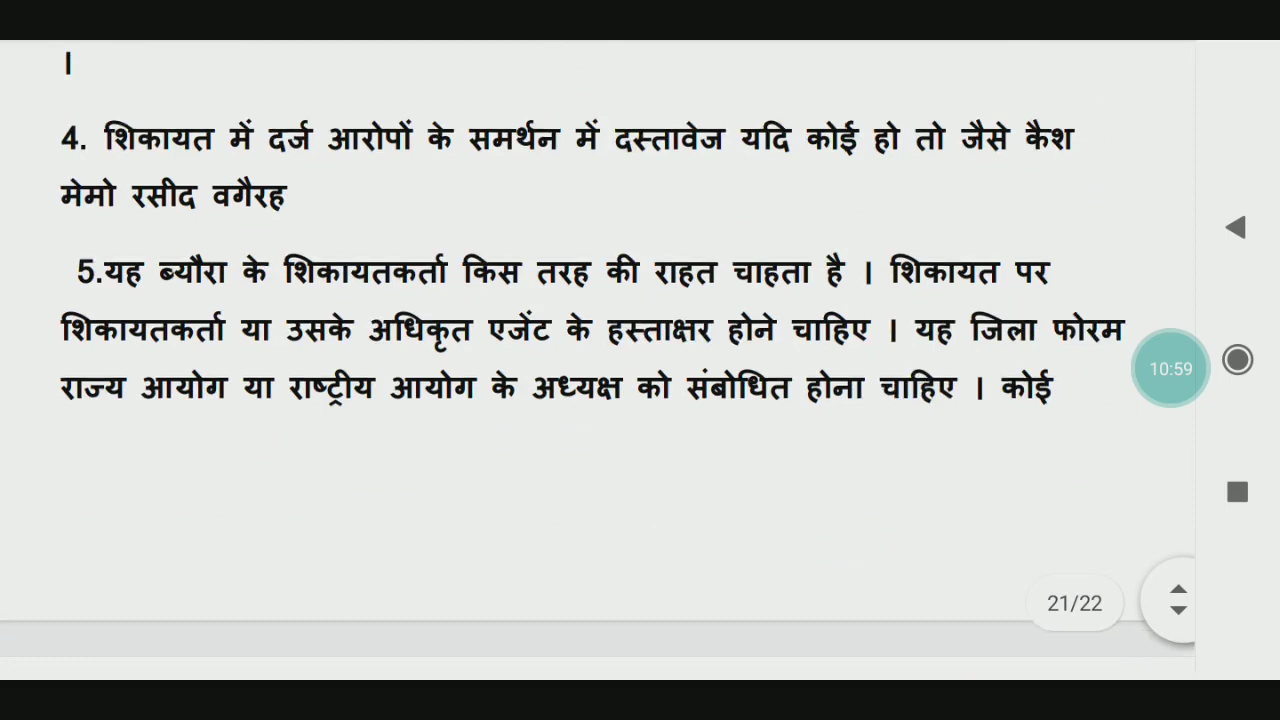 ।
4. शिकायत में दर्ज आरोपों के समर्थन में दस्तावेज यदि कोई हो तो जैसे कैश
मेमो रसीद वगैरह
5.यह ब्यौरा के शिकायतकर्ता किस तरह की राहत चाहता है । शिकायत पर
शिकायतकर्ता या उसके अधिकृत एजेंट के हस्ताक्षर होने चाहिए । यह जिला फोरम
राज्य आयोग या राष्ट्रीय आयोग के अध्यक्ष को संबोधित होना चाहिए । कोई
10:59
21/22